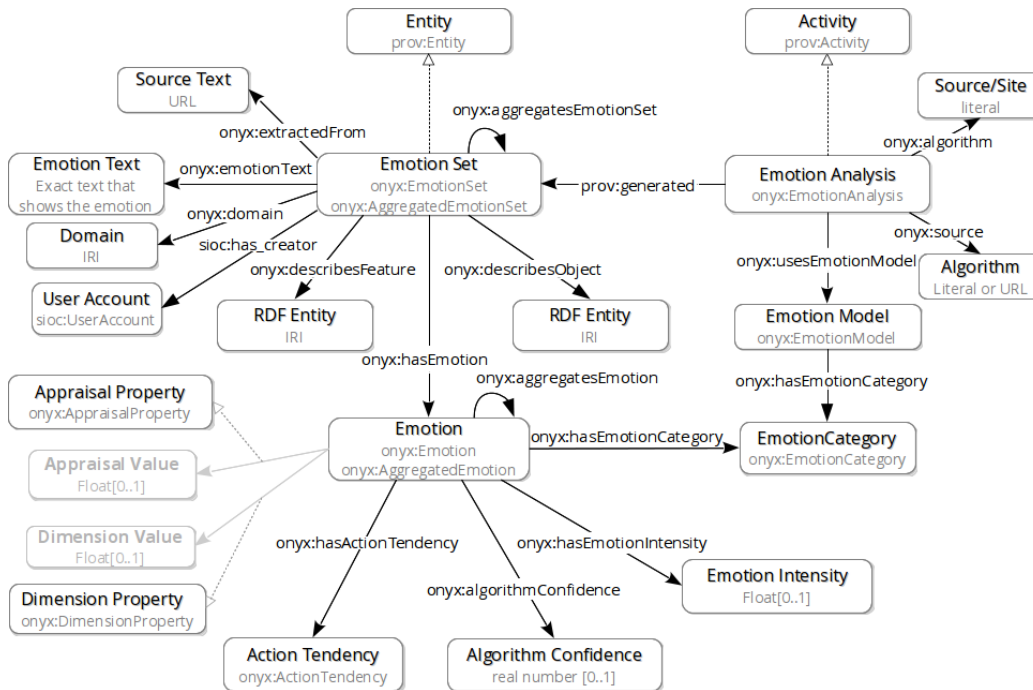 Entity
prov:Entity
Activity
prov:Activity
Source Text
URL
Source/Site
literal
onyx:aggregatesEmotionSet
onyx:extractedFrom
onyx:algorithm
Emotion Text
Exact text that
shows the emotion
onyx:emotionText
Emotion Set
onyx:EmotionSet
onyx:AggregatedEmotionSet
prov:generated
Emotion Analysis
onyx:EmotionAnalysis
onyx:domain
Domain
IRI
sioc:has_creator
onyx:source
onyx:describesFeature
onyx:describesObject
onyx:usesEmotionModel
Algorithm
Literal or URL
User Account
sioc:UserAccount
RDF Entity
IRI
RDF Entity
IRI
Emotion Model
onyx:EmotionModel
onyx:hasEmotion
onyx:aggregatesEmotion
onyx:hasEmotionCategory
Appraisal Property
onyx:AppraisalProperty
Emotion
onyx:Emotion
onyx:AggregatedEmotion
onyx:hasEmotionCategory
EmotionCategory
onyx:EmotionCategory
Appraisal Value
Float[0..1]
Dimension Value
Float[0..1]
onyx:hasActionTendency
onyx:hasEmotionIntensity
Emotion Intensity
Float[0..1]
onyx:algorithmConfidence
Dimension Property
onyx:DimensionProperty
Action Tendency
onyx:ActionTendency
Algorithm Confidence
real number [0..1]